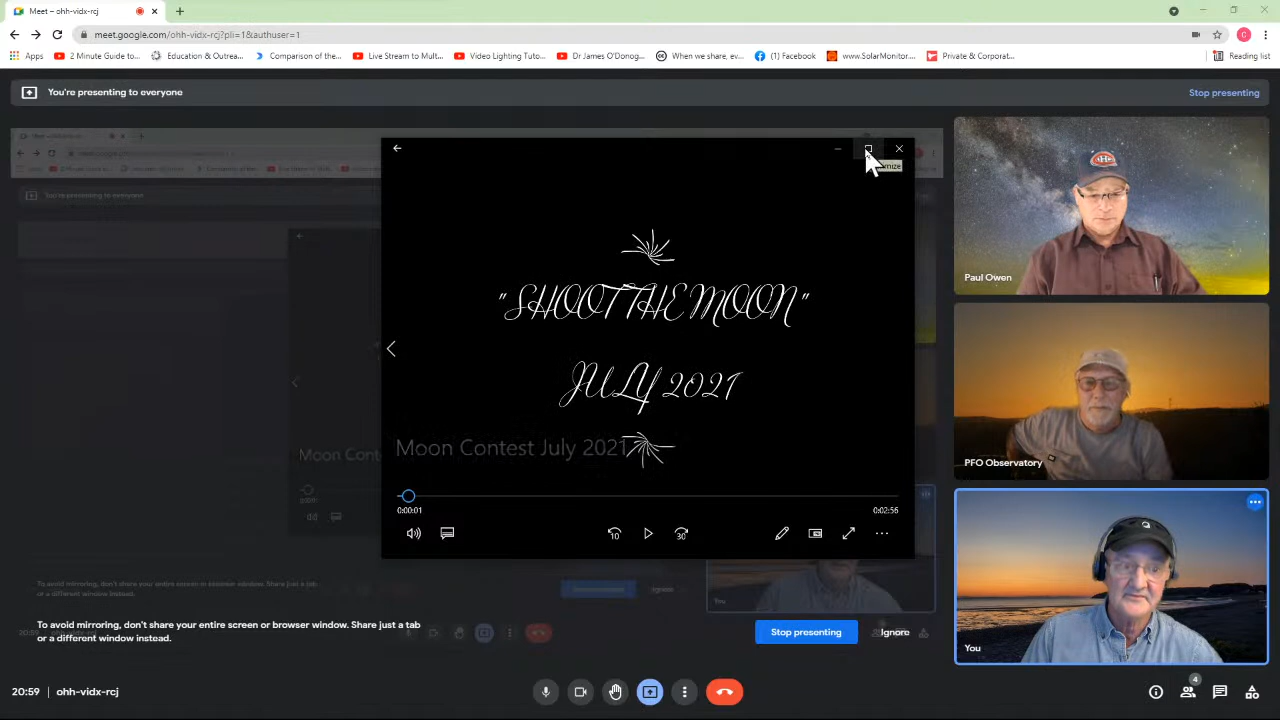 Meet – ohh-vidx-rcj
meet.google.com/ohh-vidx-rcj?pli=1&authuser=1
Apps
2 Minute Guide to...
Education & Outrea...
Comparison of the...
Live Stream to Mult...
Video Lighting Tutor...
Dr James O'Donog...
When we share, ev...
(1) Facebook
www.SolarMonitor...
Private & Corporat...
Reading list
You're presenting to everyone
Stop presenting
"SHOOT THE MOON"
JULY 2021
Moon Contest July 2021
0:00:01
0:02:56
10
30
Paul Owen
PFO Observatory
You
To avoid mirroring, don't share your entire screen or browser window. Share just a tab
or a different window instead.
Stop presenting
Ignore
20:59 | ohh-vidx-rcj
4